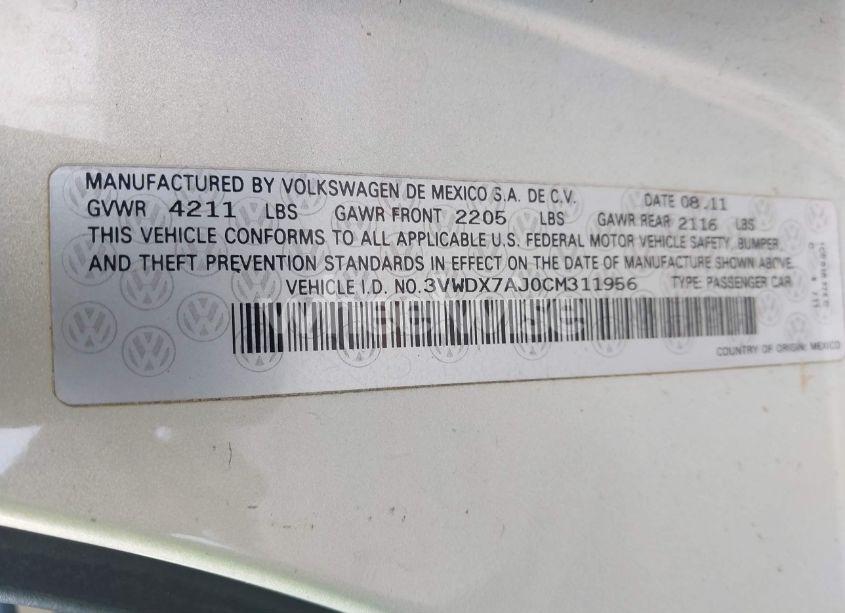 MANUFACTURED BY VOLKSWAGEN DE MEXICO S.A. DE C.V. DATE 08.11
GVWR 4211 LBS GAWR FRONT 2205 LBS GAWR REAR 2116 LBS
THIS VEHICLE CONFORMS TO ALL APPLICABLE U.S. FEDERAL MOTOR VEHICLE SAFETY, BUMPER,
AND THEFT PREVENTION STANDARDS IN EFFECT ON THE DATE OF MANUFACTURE SHOWN ABOVE.
VEHICLE I.D. NO. 3VWDX7AJ0CM311956 TYPE: PASSENGER CAR
COUNTRY OF ORIGIN: MEXICO